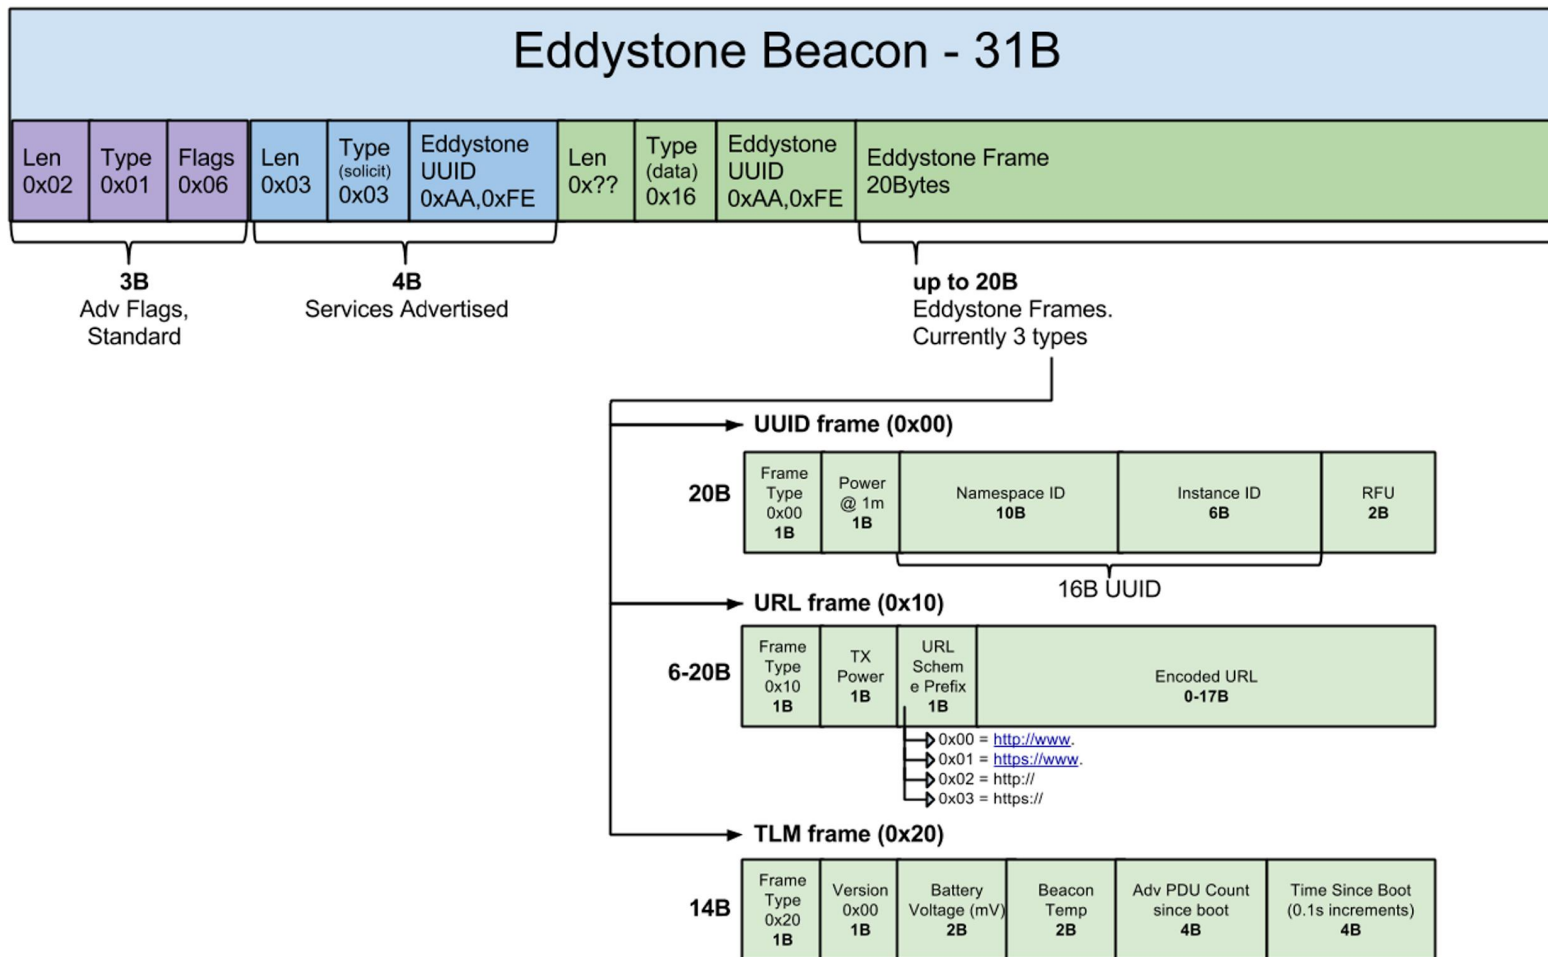 Eddystone Beacon - 31B
Len
0x02
Type
0x01
Flags
0x06
Len
0x03
Type
(solicit)
0x03
Eddystone
UUID
0xAA,0xFE
Len
0x??
Type
(data)
0x16
Eddystone
UUID
0xAA,0xFE
Eddystone Frame
20Bytes
3B
Adv Flags,
Standard
4B
Services Advertised
up to 20B
Eddystone Frames.
Currently 3 types
UUID frame (0x00)
20B
Frame
Type
0x00
1B
Power
@ 1m
1B
Namespace ID
10B
Instance ID
6B
RFU
2B
16B UUID
URL frame (0x10)
6-20B
Frame
Type
0x10
1B
TX
Power
1B
URL
Schem
e Prefix
1B
Encoded URL
0-17B
0x00 = http://www.
0x01 = https://www.
0x02 = http://
0x03 = https://
TLM frame (0x20)
14B
Frame
Type
0x20
1B
Version
0x00
1B
Battery
Voltage (mV)
2B
Beacon
Temp
2B
Adv PDU Count
since boot
4B
Time Since Boot
(0.1s increments)
4B